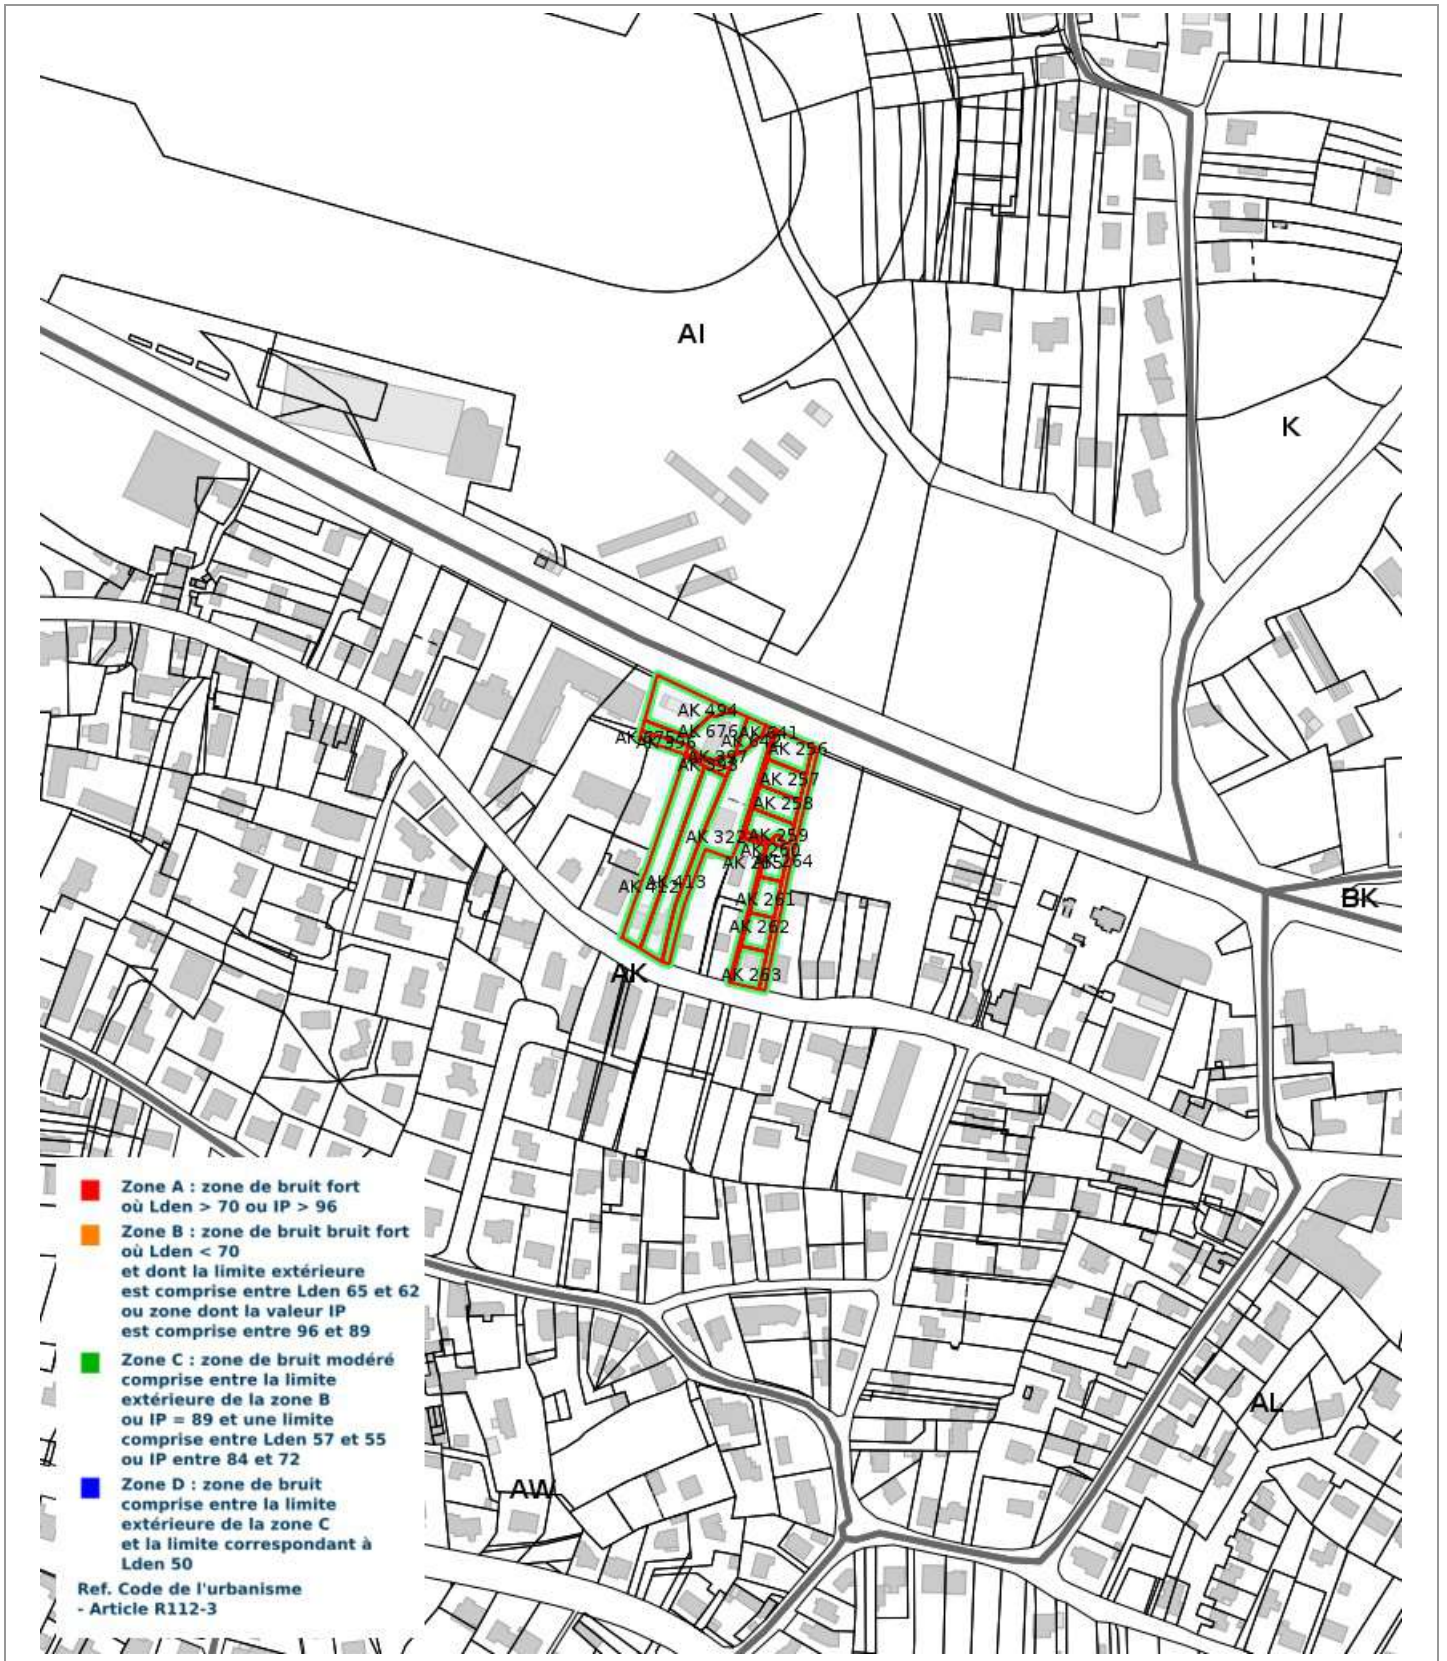 AI
K
AK 494
AK 676
AK 256
AK 257
AK 258
AK 322
AK 259
AK 260
AK 264
AK 413
AK 261
BK
AK 262
AK
AK 263
Zone A : zone de bruit fort
où Lden > 70 ou IP > 96
Zone B : zone de bruit bruit fort
où Lden < 70
et dont la limite extérieure
est comprise entre Lden 65 et 62
ou zone dont la valeur IP
est comprise entre 96 et 89
Zone C : zone de bruit modéré
comprise entre la limite
extérieure de la zone B
ou IP = 89 et une limite
comprise entre Lden 57 et 55
ou IP entre 84 et 72
AL
Zone D : zone de bruit
comprise entre la limite
extérieure de la zone C
et la limite correspondant à
Lden 50
AW
Ref. Code de l'urbanisme
- Article R112-3